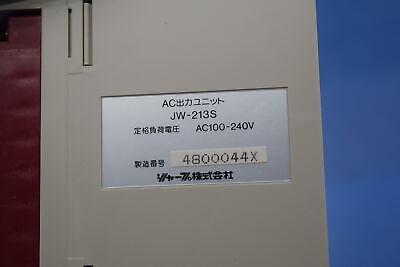 AC出力ユニット
JW-213S
定格負荷電圧 AC100-240V
製造番号 4800044X
シャープ株式会社